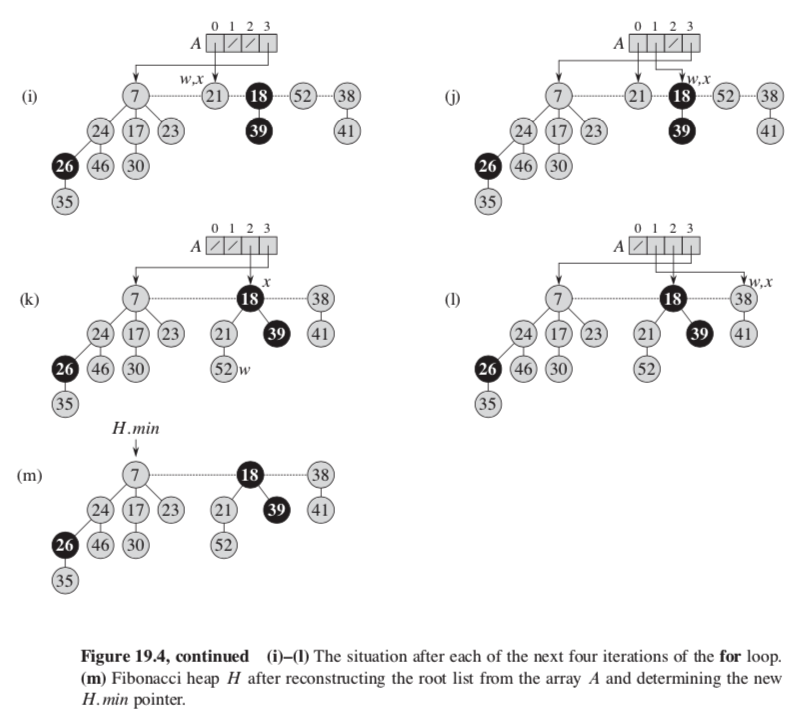 0 1 2 3
A
w,x
(i)
7 21 18 52 38
24 17 23 39 41
26 46 30
35
0 1 2 3
A
w,x
(j)
7 21 18 52 38
24 17 23 39 41
26 46 30
35
0 1 2 3
A
x
(k)
7 18 38
24 17 23 21 39 41
26 46 30 52 w
35
0 1 2 3
A
w,x
(l)
7 18 38
24 17 23 21 39 41
26 46 30 52
35
H.min
(m)
7 18 38
24 17 23 21 39 41
26 46 30 52
35
Figure 19.4, continued (i)–(l) The situation after each of the next four iterations of the for loop.
(m) Fibonacci heap H after reconstructing the root list from the array A and determining the new
H.min pointer.